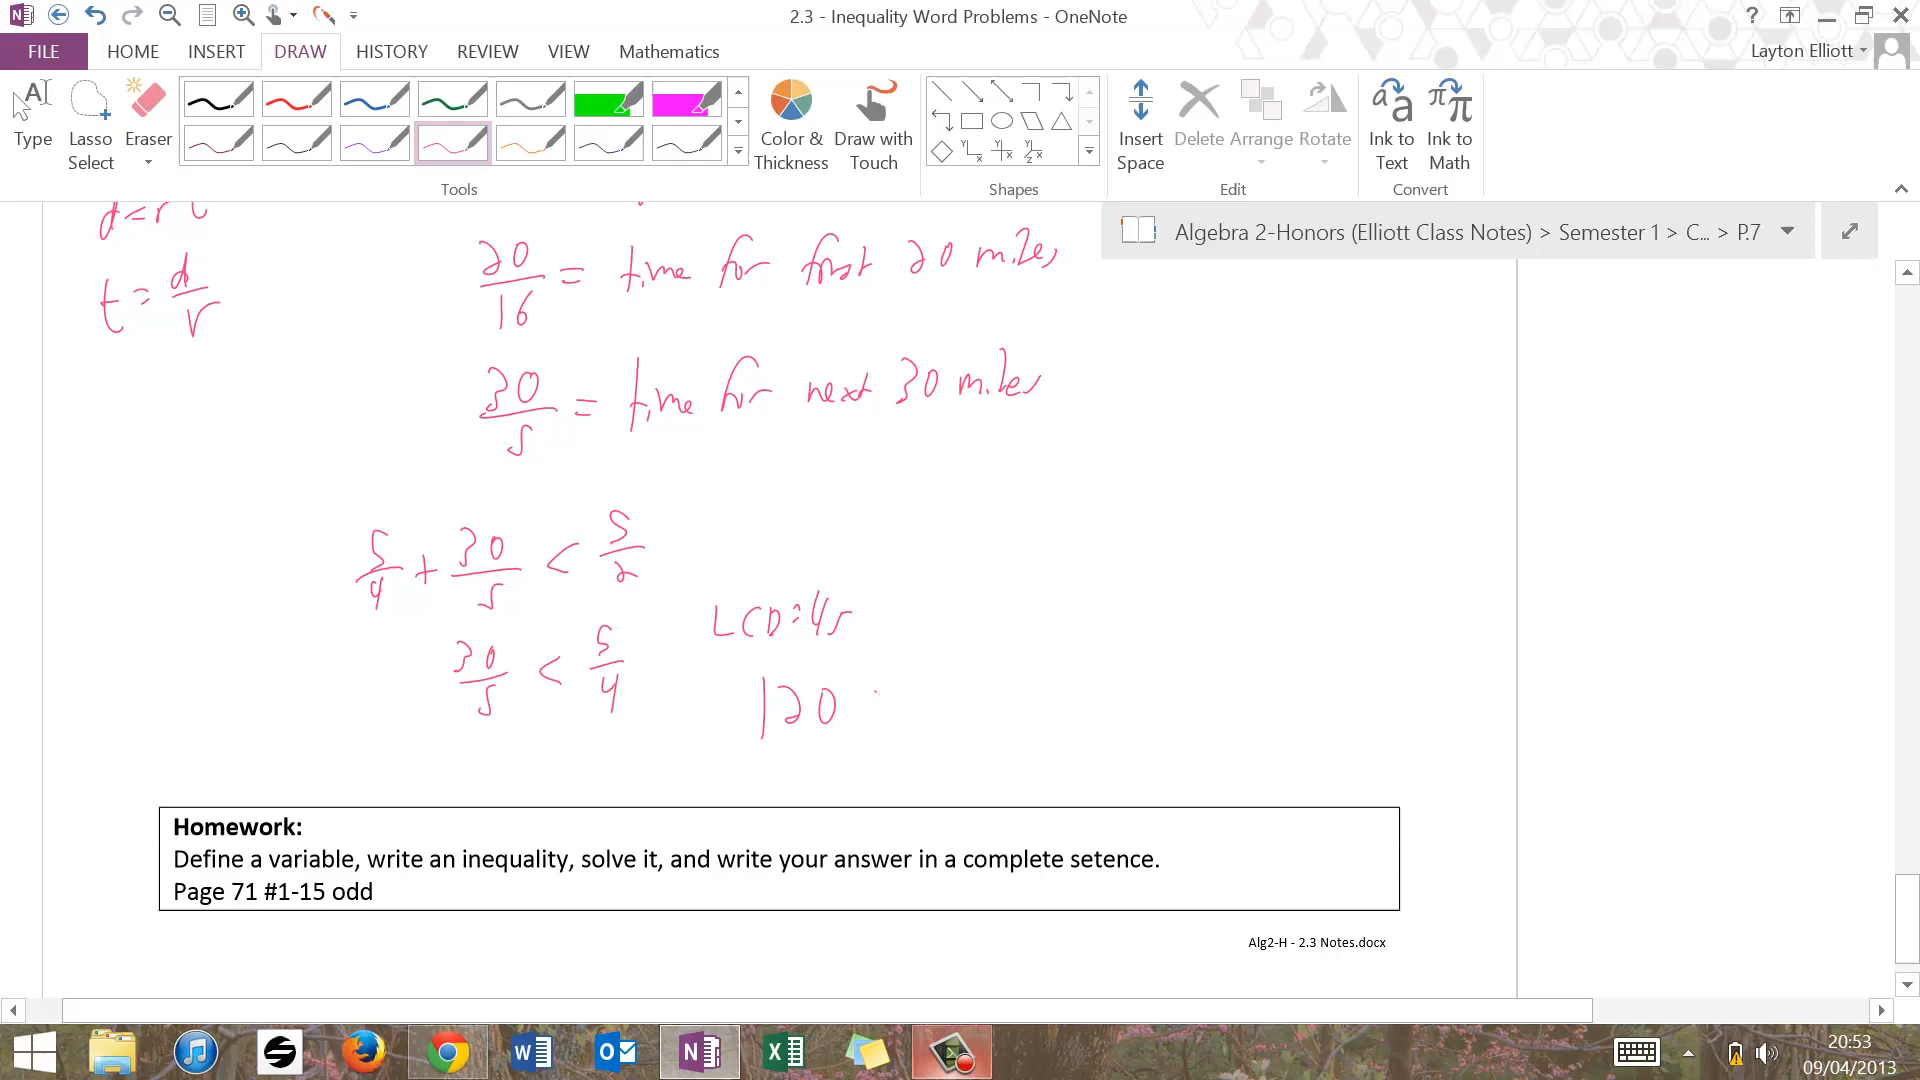 2.3 - Inequality Word Problems - OneNote
FILE HOME INSERT DRAW HISTORY REVIEW VIEW Mathematics
Layton Elliott
Type Lasso Select Eraser
Color & Thickness
Draw with Touch
Insert Space
Delete Arrange Rotate
Ink to Text
Ink to Math
Tools Shapes Edit Convert
Algebra 2-Honors (Elliott Class Notes) > Semester 1 > C... > P.7
d=rt
t = d/r
20/16 = time for first 20 miles
30/s = time for next 30 miles
5/4 + 30/s < 5/2
LCD: 4s
30/s < 5/4
120
Homework:
Define a variable, write an inequality, solve it, and write your answer in a complete setence.
Page 71 #1-15 odd
Alg2-H - 2.3 Notes.docx
20:53
09/04/2013